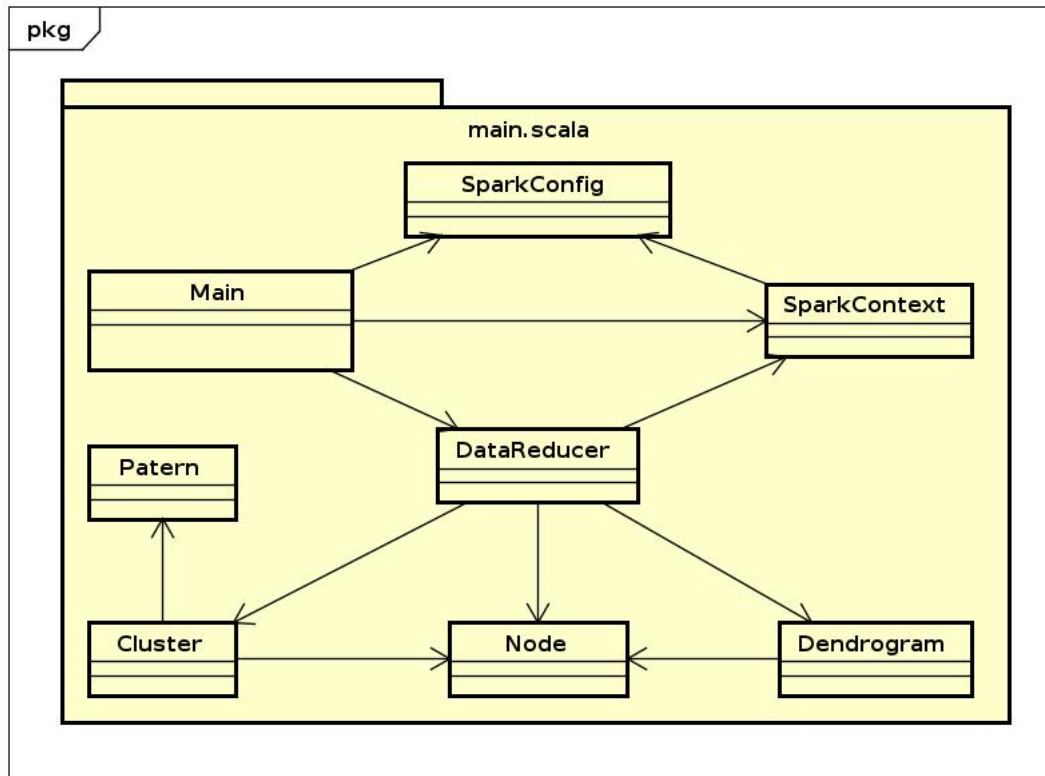 pkg
main.scala
SparkConfig
Main
SparkContext
DataReducer
Patern
Cluster
Node
Dendrogram